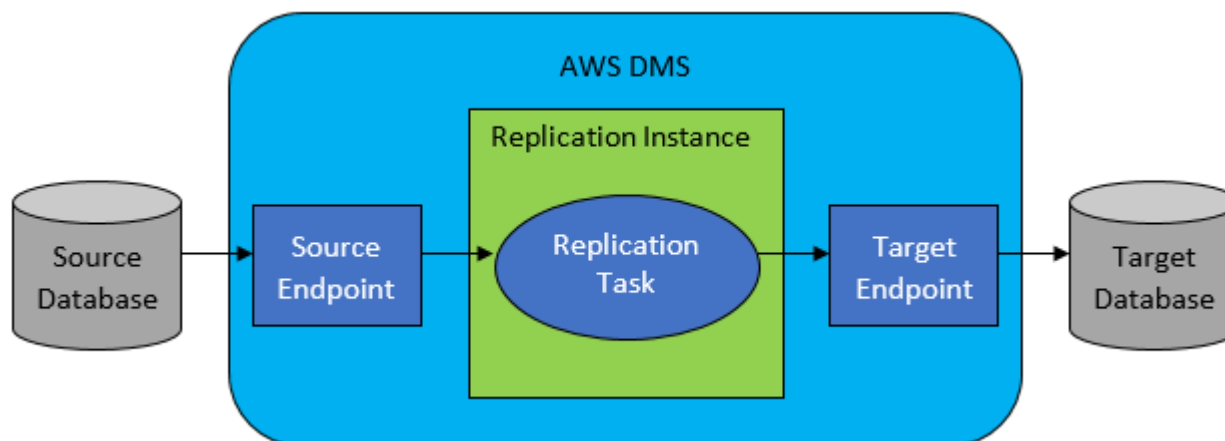 AWS DMS
Replication Instance
Source
Database
Source
Endpoint
Replication
Task
Target
Endpoint
Target
Database